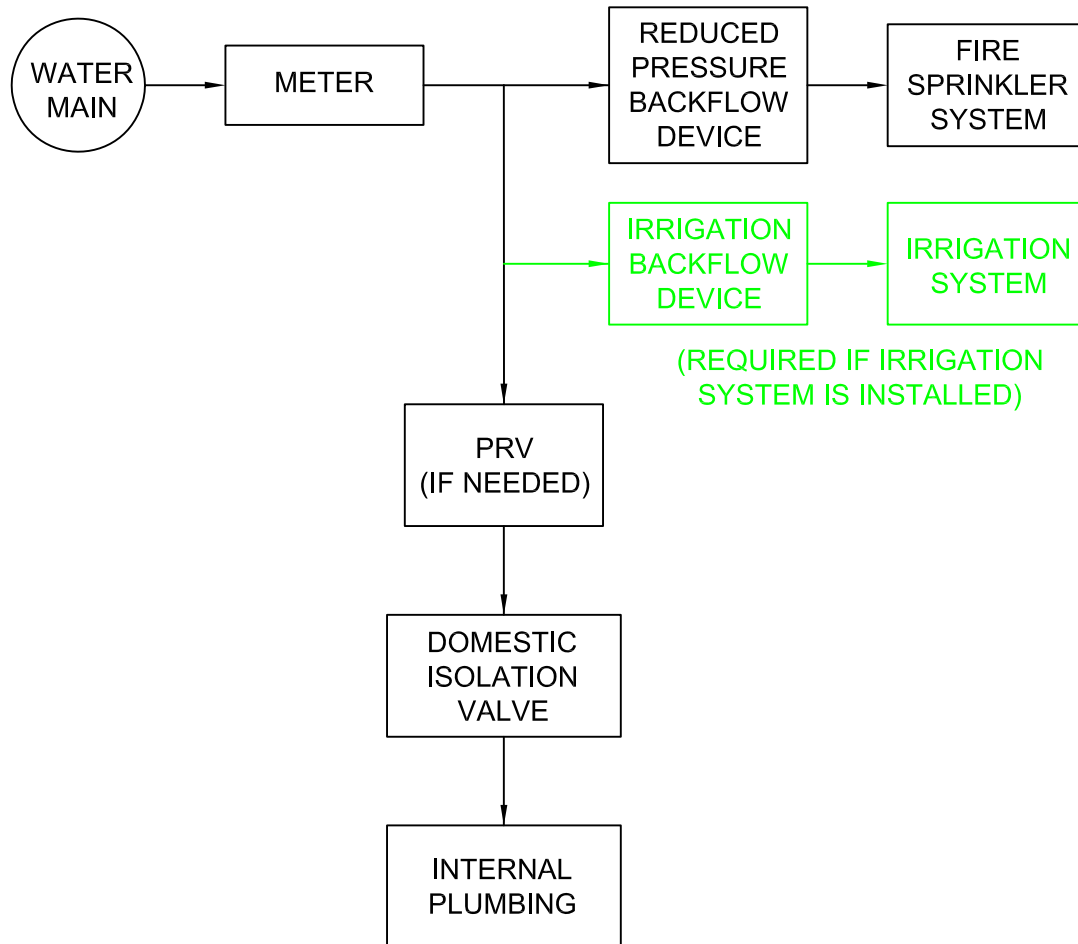 WATER
MAIN
METER
REDUCED
PRESSURE
BACKFLOW
DEVICE
FIRE
SPRINKLER
SYSTEM
IRRIGATION
BACKFLOW
DEVICE
IRRIGATION
SYSTEM
(REQUIRED IF IRRIGATION
SYSTEM IS INSTALLED)
PRV
(IF NEEDED)
DOMESTIC
ISOLATION
VALVE
INTERNAL
PLUMBING